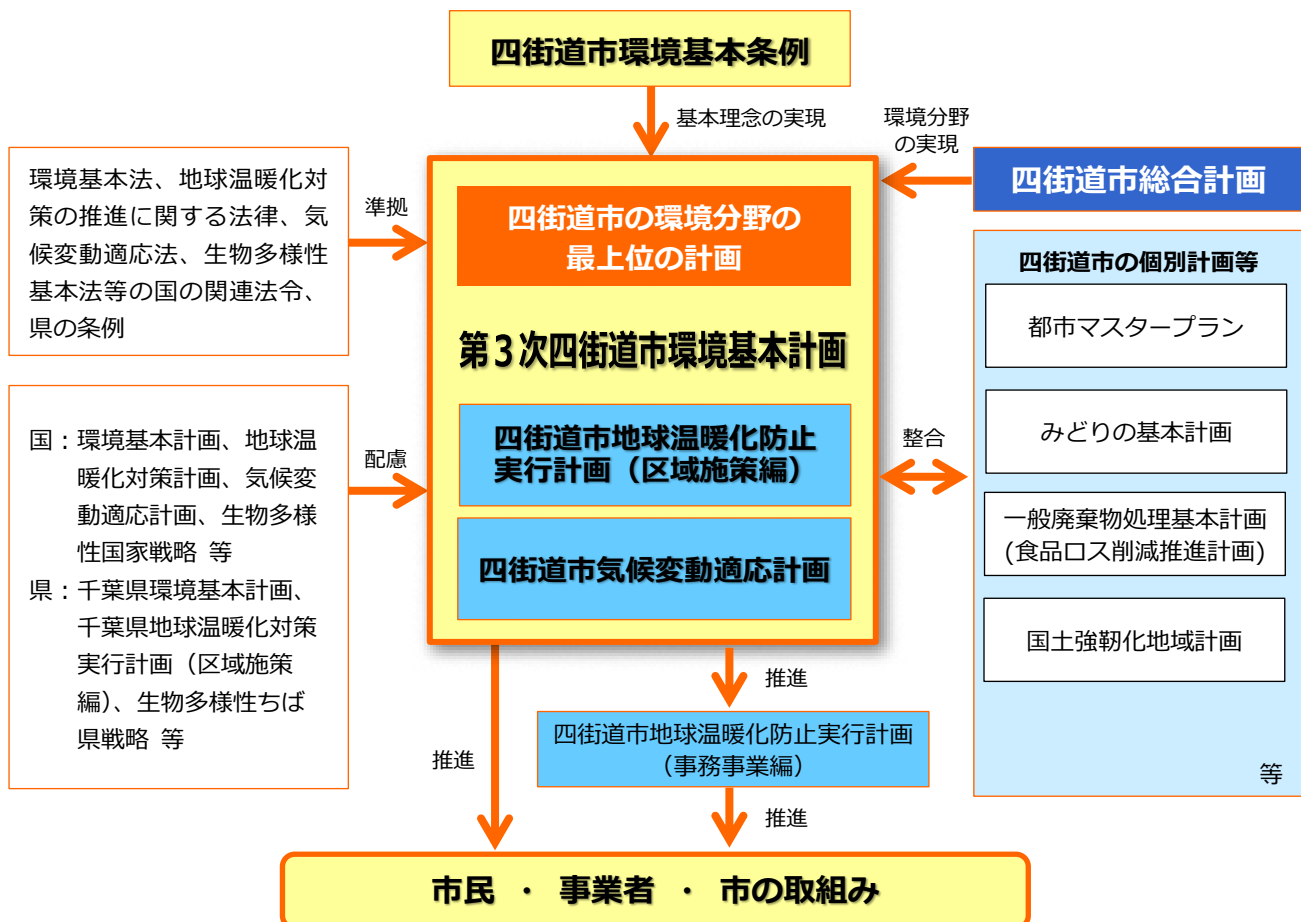 四街道市環境基本条例
基本理念の実現
環境分野
の実現
環境基本法、地球温暖化対
策の推進に関する法律、気
候変動適応法、生物多様性
基本法等の国の関連法令、
県の条例
準拠
四街道市の環境分野の
最上位の計画
第3次四街道市環境基本計画
四街道市地球温暖化防止
実行計画（区域施策編）
四街道市気候変動適応計画
四街道市総合計画
四街道市の個別計画等
都市マスタープラン
みどりの基本計画
一般廃棄物処理基本計画
(食品ロス削減推進計画)
国土強靭化地域計画
等
整合
国：環境基本計画、地球温
暖化対策計画、気候変
動適応計画、生物多様
性国家戦略 等
県：千葉県環境基本計画、
千葉県地球温暖化対策
実行計画（区域施策
編）、生物多様性ちば
県戦略 等
配慮
推進
推進
四街道市地球温暖化防止実行計画
（事務事業編）
推進
市民 ・ 事業者 ・ 市の取組み